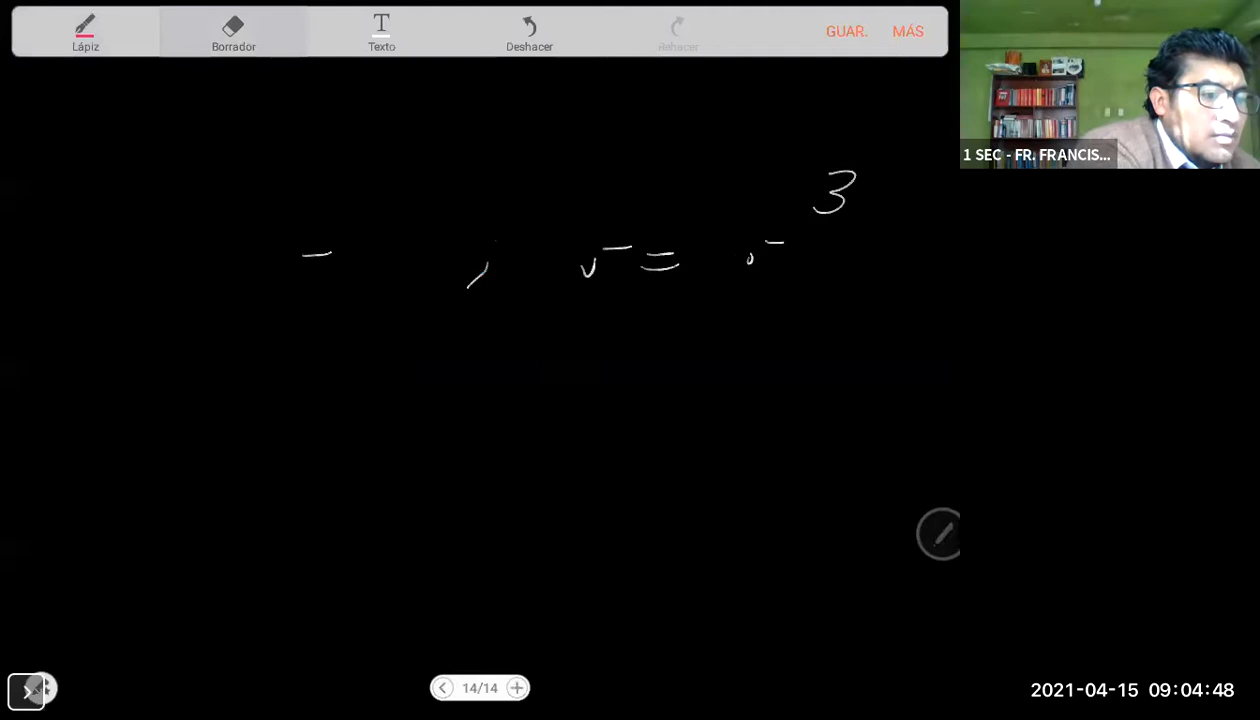 Lápiz Borrador Texto Deshacer Rehacer GUAR. MÁS
1 SEC - FR. FRANCIS...
3
=
14/14
2021-04-15 09:04:48